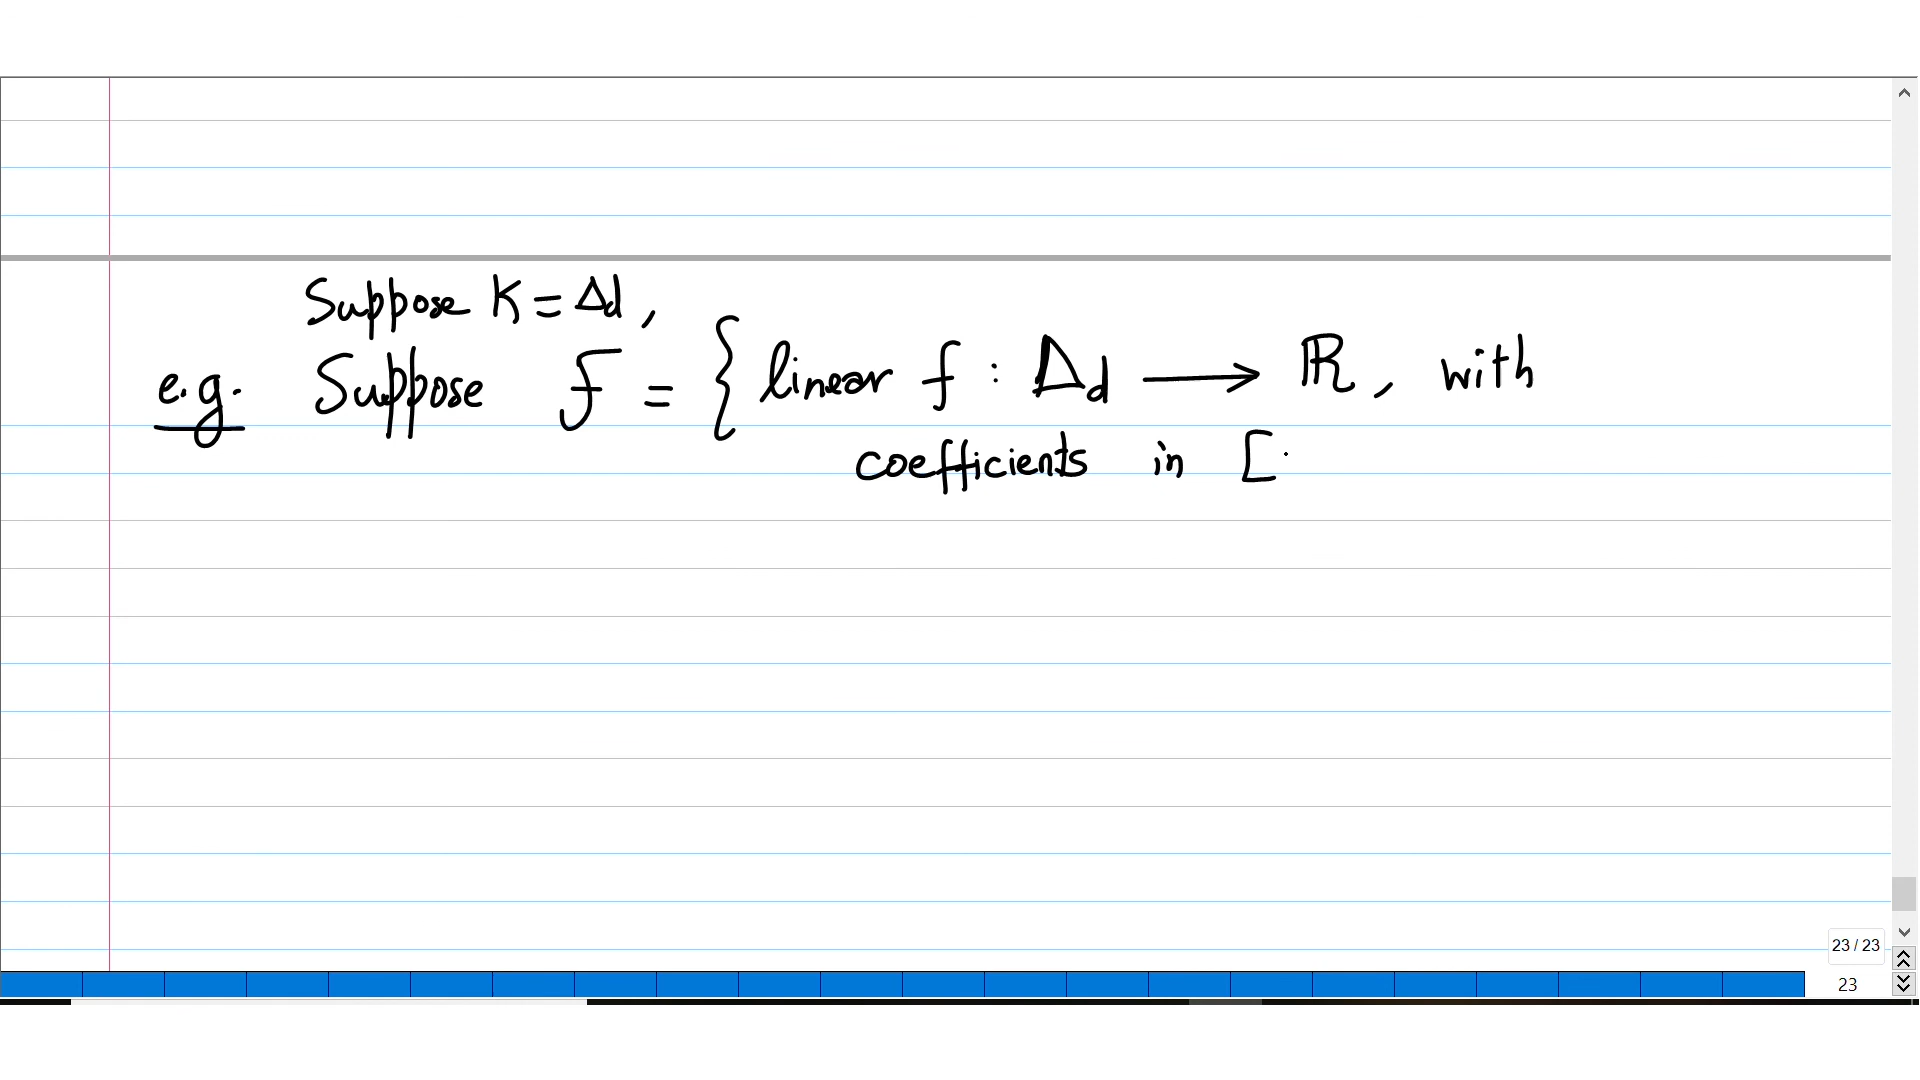 Suppose K = Δd,
e.g. Suppose F = { linear f : Δd ⟶ ℝ, with
coefficients in [
23 / 23
23